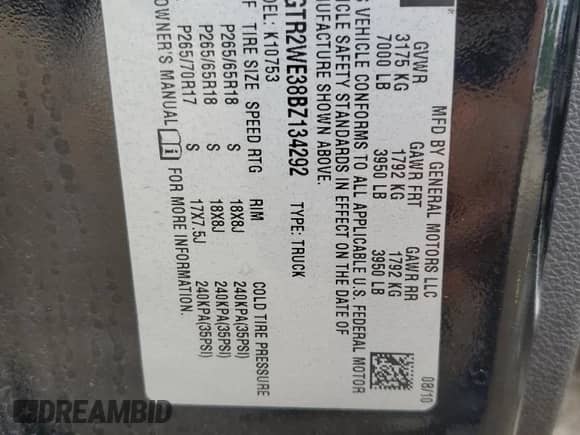 MFD BY GENERAL MOTORS LLC 08/10
GVWR GAWR FRT GAWR RR
3175 KG 1792 KG 1792 KG
7000 LB 3950 LB 3950 LB
VEHICLE CONFORMS TO ALL APPLICABLE U.S. FEDERAL MOTOR
SAFETY STANDARDS IN EFFECT ON THE DATE OF
MANUFACTURE SHOWN ABOVE.
GTR2WE38BZ134292 TYPE: TRUCK
: K10753
TIRE SIZE SPEED RTG RIM COLD TIRE PRESSURE
P265/65R18 S 18X8J 240KPA(35PSI)
P265/65R18 S 18X8J 240KPA(35PSI)
P265/70R17 S 17X7.5J 240KPA(35PSI)
OWNER'S MANUAL i FOR MORE INFORMATION.
DREAMBID